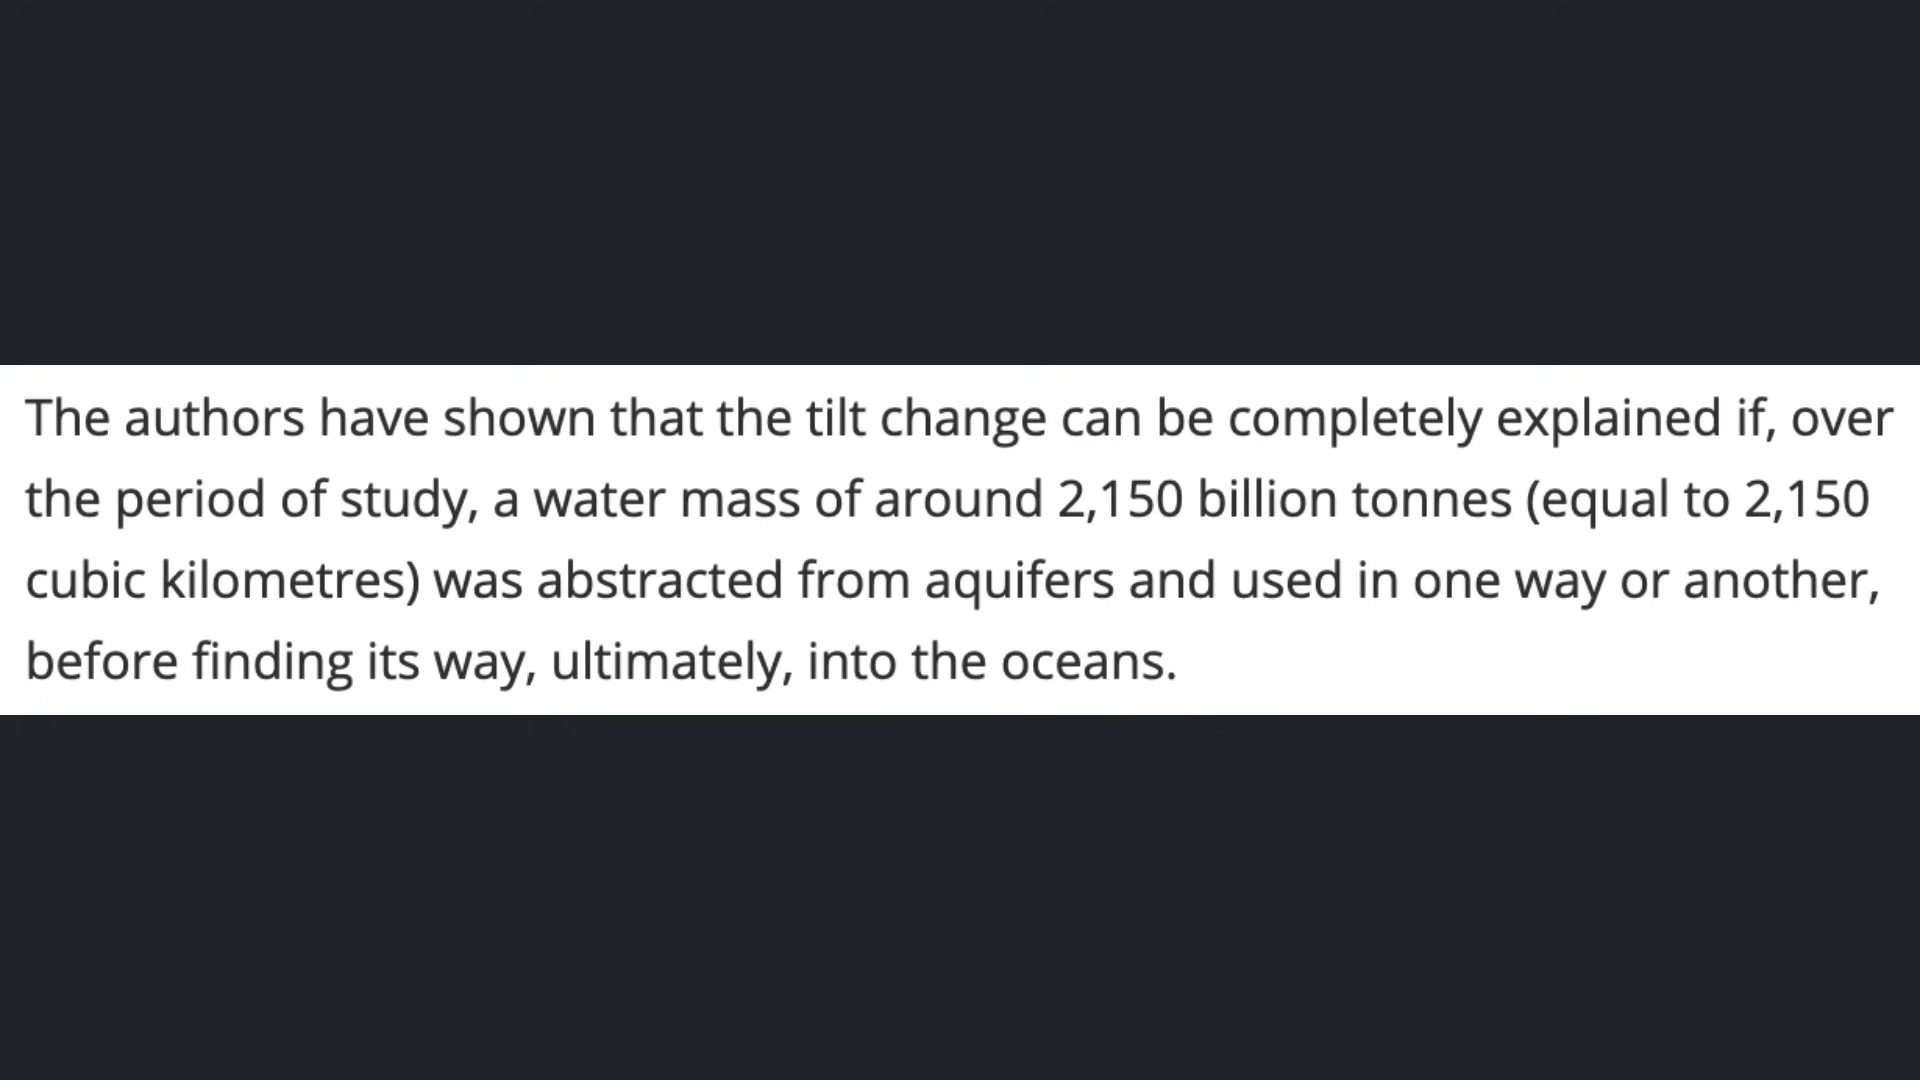 The authors have shown that the tilt change can be completely explained if, over
the period of study, a water mass of around 2,150 billion tonnes (equal to 2,150
cubic kilometres) was abstracted from aquifers and used in one way or another,
before finding its way, ultimately, into the oceans.